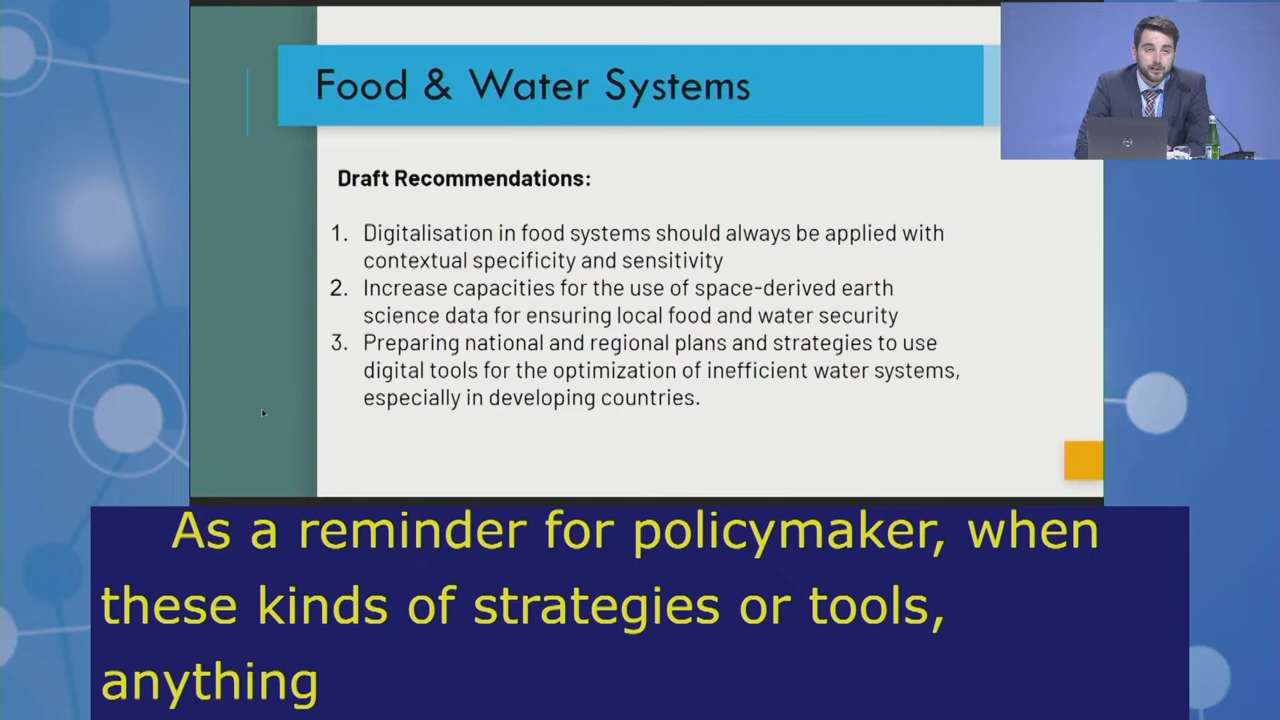 Food & Water Systems
Draft Recommendations:
1. Digitalisation in food systems should always be applied with
contextual specificity and sensitivity
2. Increase capacities for the use of space-derived earth
science data for ensuring local food and water security
3. Preparing national and regional plans and strategies to use
digital tools for the optimization of inefficient water systems,
especially in developing countries.
As a reminder for policymaker, when
these kinds of strategies or tools,
anything